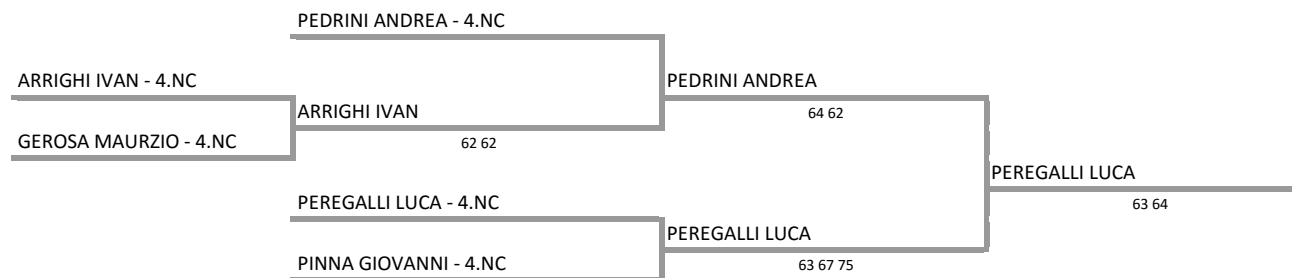 PEDRINI ANDREA - 4.NC
ARRIGHI IVAN - 4.NC
PEDRINI ANDREA
ARRIGHI IVAN
64 62
GEROSA MAURZIO - 4.NC
62 62
PEREGALLI LUCA
PEREGALLI LUCA - 4.NC
63 64
PEREGALLI LUCA
PINNA GIOVANNI - 4.NC
63 67 75